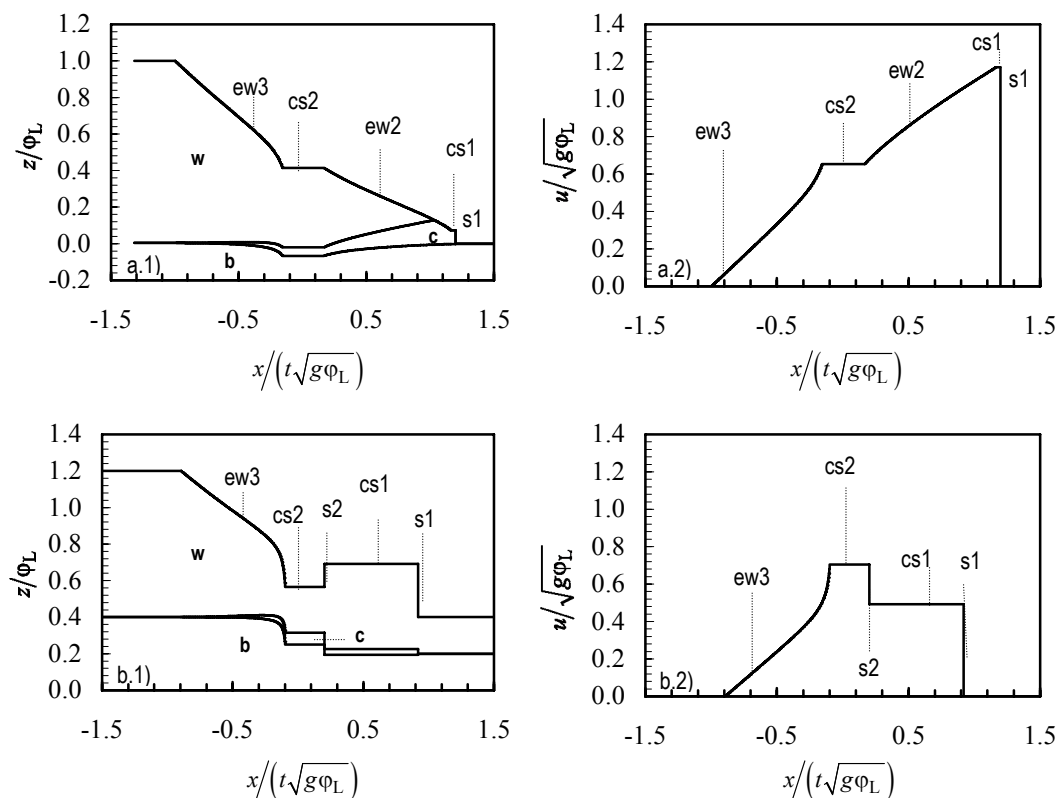 1.2
1.0
0.8
0.6
0.4
0.2
0.0
-0.2
z/φL
ew3
cs2
ew2
cs1
s1
w
c
b
a.1)
-1.5
-0.5
0.5
1.5
x/(t√gφL)
1.4
1.2
1.0
0.8
0.6
0.4
0.2
0.0
u/√gφL
cs1
s1
ew2
cs2
ew3
a.2)
-1.5
-0.5
0.5
1.5
x/(t√gφL)
1.4
1.2
1.0
0.8
0.6
0.4
0.2
0.0
z/φL
ew3
cs2
s2
cs1
s1
w
c
b
b.1)
-1.5
-0.5
0.5
1.5
x/(t√gφL)
1.4
1.2
1.0
0.8
0.6
0.4
0.2
0.0
u/√gφL
cs2
cs1
s1
ew3
s2
b.2)
-1.5
-0.5
0.5
1.5
x/(t√gφL)